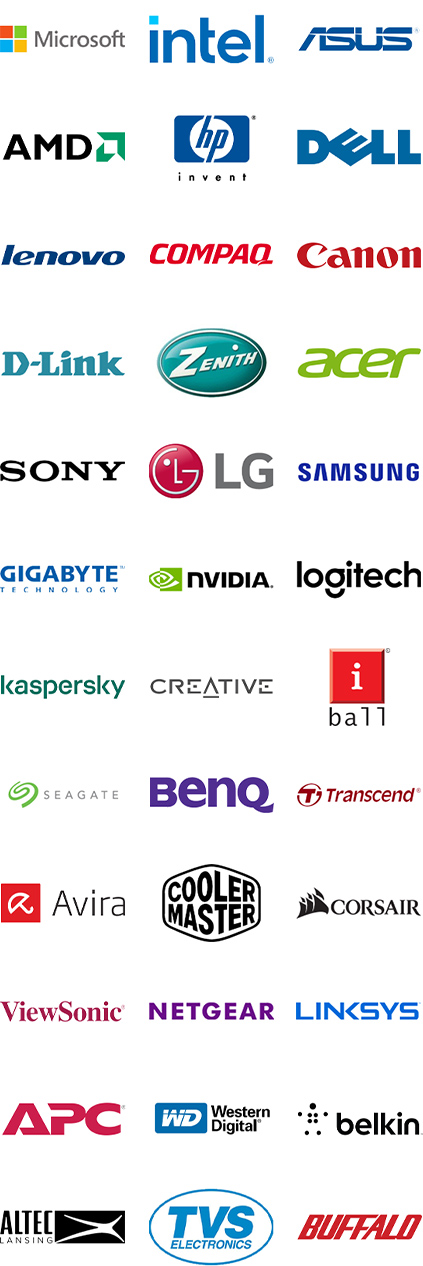 Microsoft
intel®
ASUS®
AMD
hp®
invent
DELL
lenovo
COMPAQ
Canon
D-Link
ZENITH
acer
SONY
LG
SAMSUNG
GIGABYTE™
TECHNOLOGY
NVIDIA®
logitech
kaspersky
CREATIVE
i®
ball
SEAGATE
BenQ
Transcend®
Avira
COOLER
MASTER
CORSAIR
ViewSonic®
NETGEAR
LINKSYS
APC
WD
Western
Digital®
belkin
ALTEC
LANSING
TVS
ELECTRONICS
BUFFALO